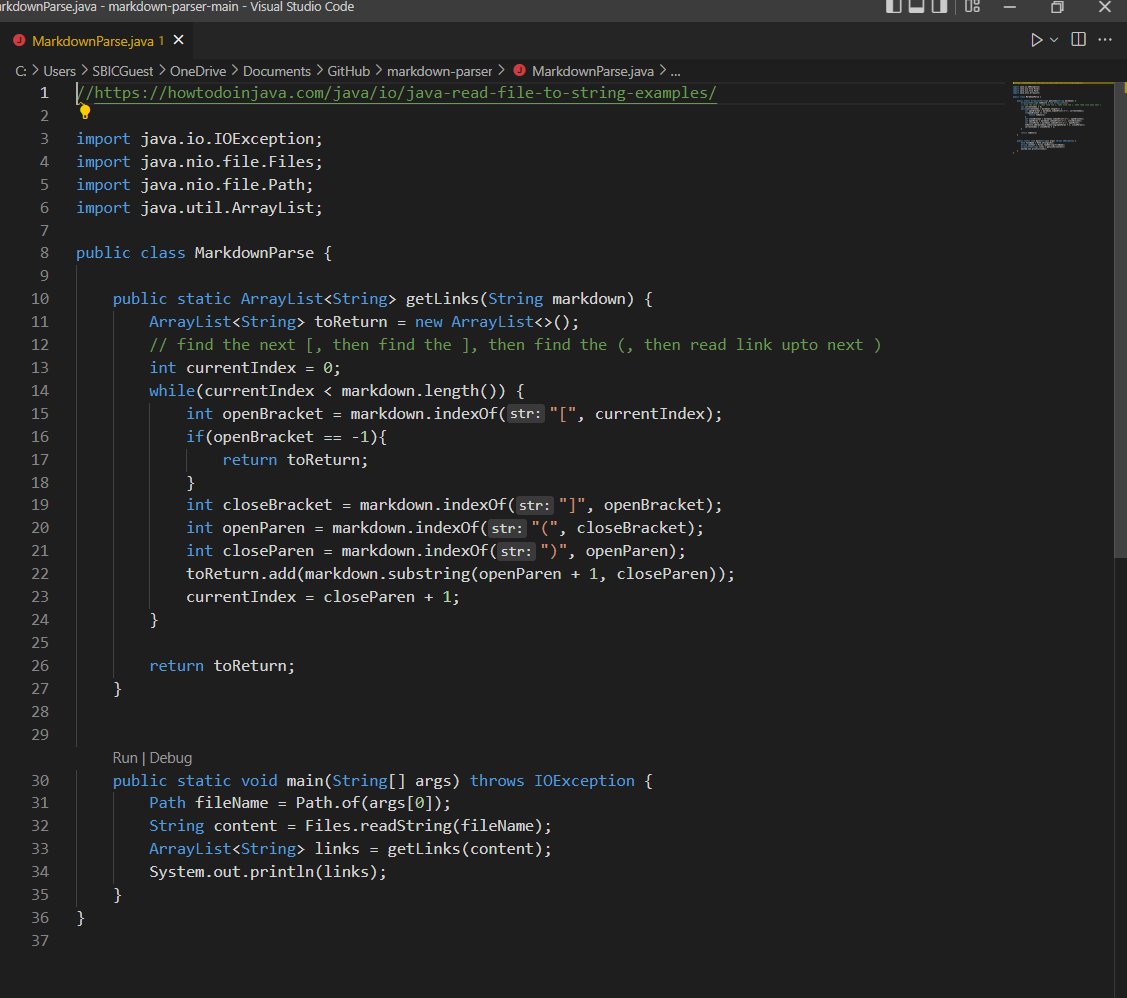 rkdownParse.java - markdown-parser-main - Visual Studio Code
J MarkdownParse.java 1 ✕
C: > Users > SBICGuest > OneDrive > Documents > GitHub > markdown-parser > J MarkdownParse.java > ...
1 //https://howtodoinjava.com/java/io/java-read-file-to-string-examples/
2
3 import java.io.IOException;
4 import java.nio.file.Files;
5 import java.nio.file.Path;
6 import java.util.ArrayList;
7
8 public class MarkdownParse {
9
10     public static ArrayList<String> getLinks(String markdown) {
11         ArrayList<String> toReturn = new ArrayList<>();
12         // find the next [, then find the ], then find the (, then read link upto next )
13         int currentIndex = 0;
14         while(currentIndex < markdown.length()) {
15             int openBracket = markdown.indexOf(str: "[", currentIndex);
16             if(openBracket == -1){
17                 return toReturn;
18             }
19             int closeBracket = markdown.indexOf(str: "]", openBracket);
20             int openParen = markdown.indexOf(str: "(", closeBracket);
21             int closeParen = markdown.indexOf(str: ")", openParen);
22             toReturn.add(markdown.substring(openParen + 1, closeParen));
23             currentIndex = closeParen + 1;
24         }
25
26         return toReturn;
27     }
28
29
Run | Debug
30     public static void main(String[] args) throws IOException {
31         Path fileName = Path.of(args[0]);
32         String content = Files.readString(fileName);
33         ArrayList<String> links = getLinks(content);
34         System.out.println(links);
35     }
36 }
37